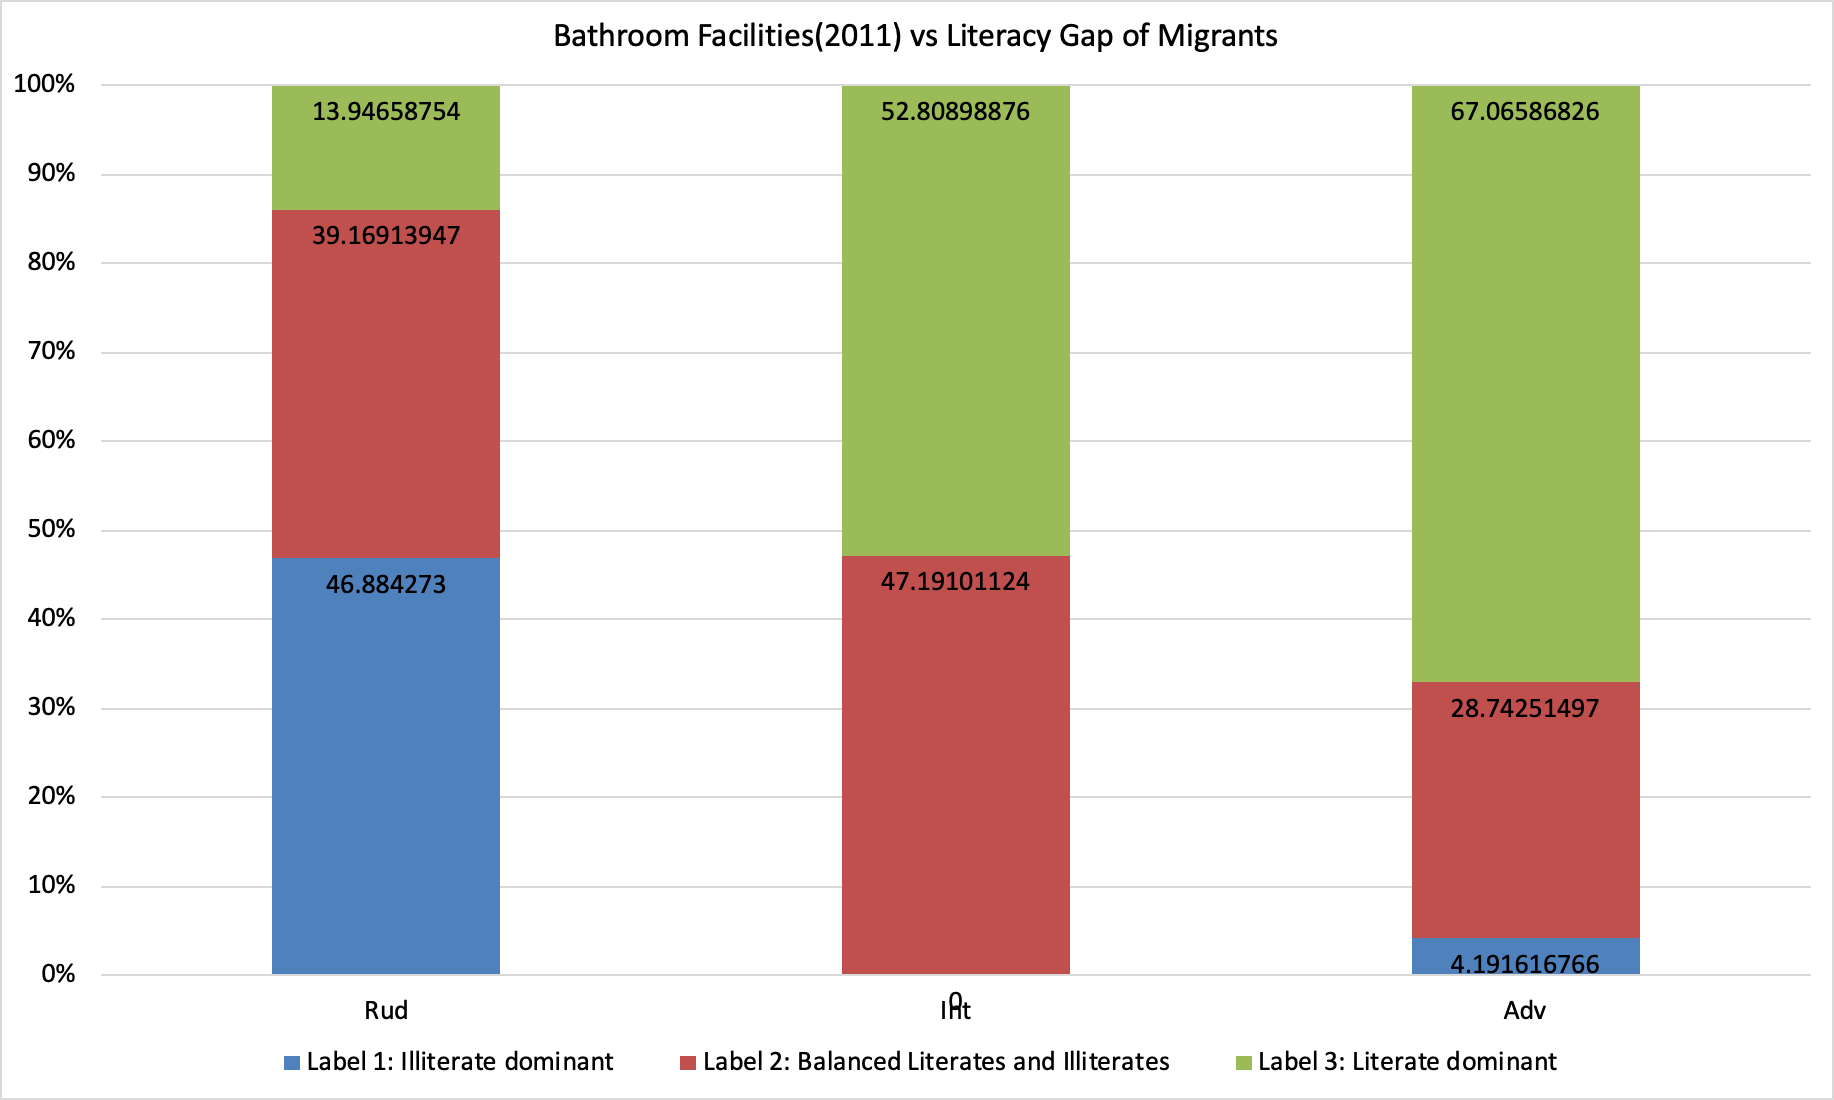 Bathroom Facilities(2011) vs Literacy Gap of Migrants
100%
90%
80%
70%
60%
50%
40%
30%
20%
10%
0%
13.94658754
39.16913947
46.884273
52.80898876
47.19101124
0
67.06586826
28.74251497
4.191616766
Rud
Int
Adv
Label 1: Illiterate dominant
Label 2: Balanced Literates and Illiterates
Label 3: Literate dominant